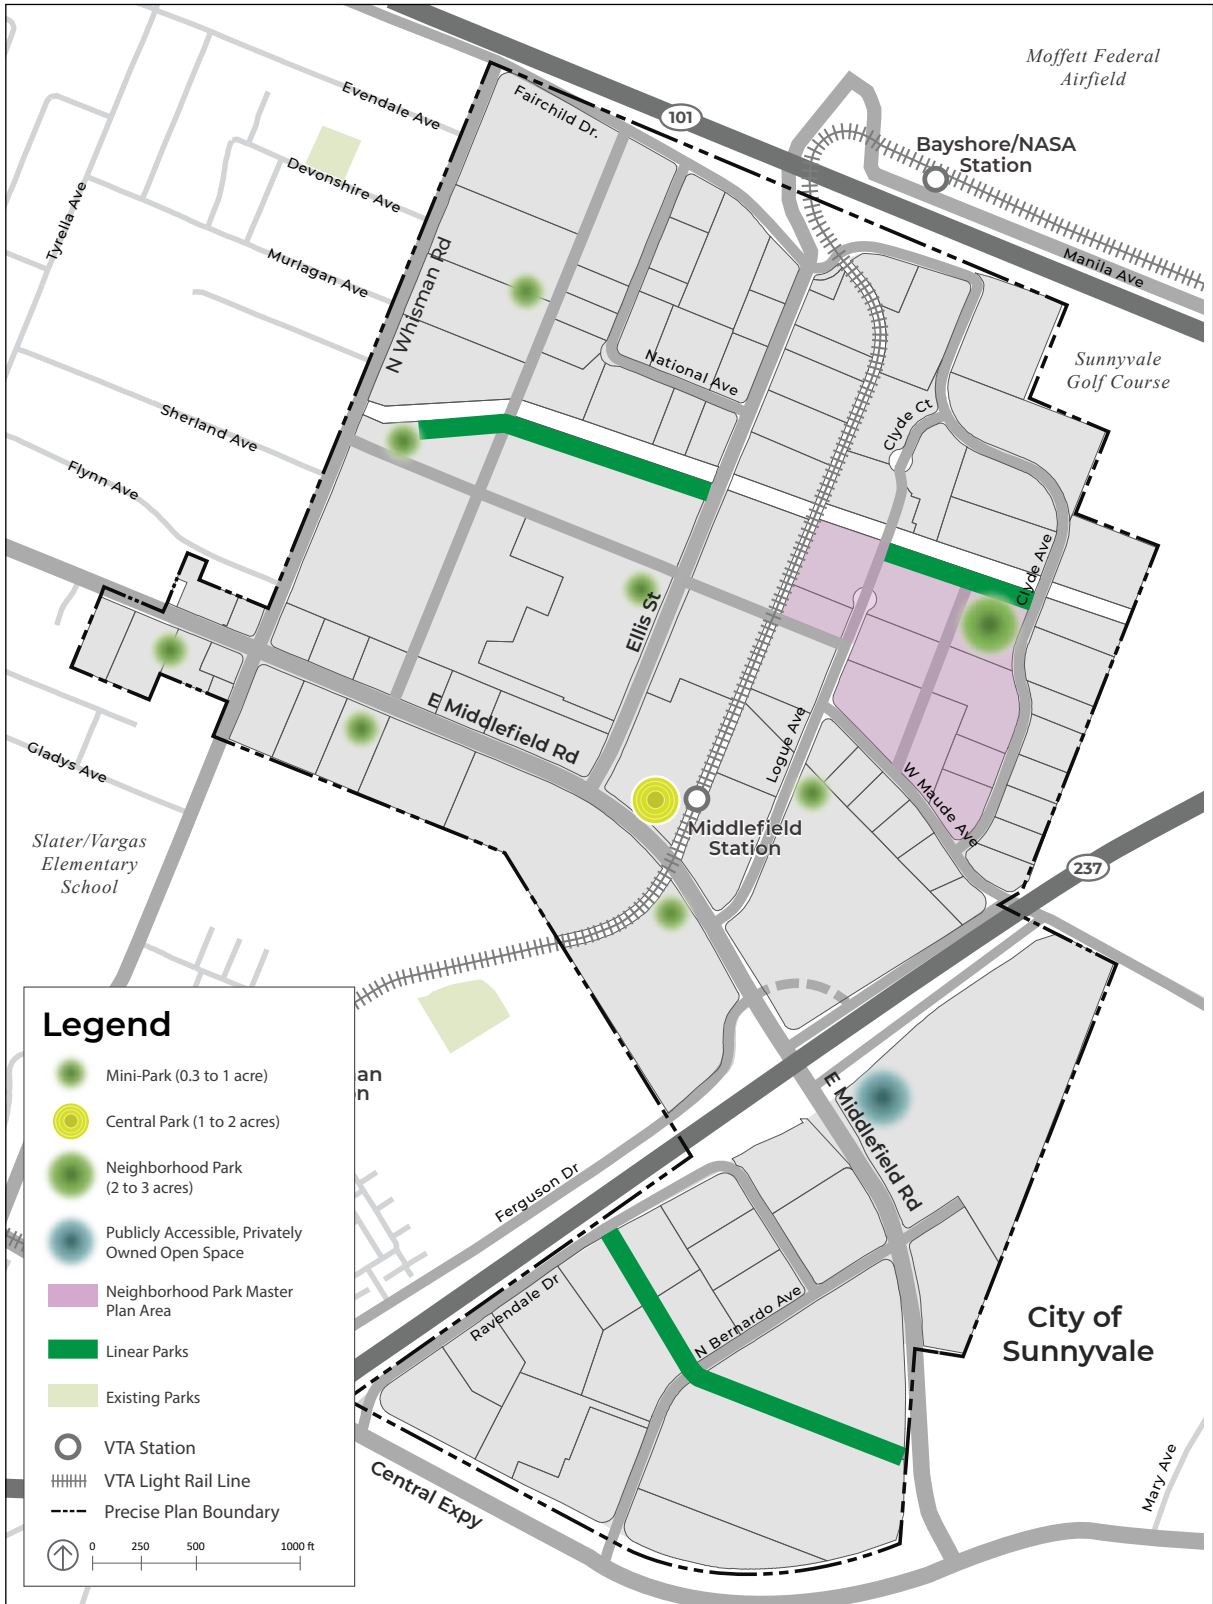 Moffett Federal
Airfield
Evendale Ave
Fairchild Dr.
101
Bayshore/NASA
Station
Devonshire Ave
Tyrella Ave
Murlagan Ave
N Whisman Rd
Manila Ave
National Ave
Sunnyvale
Golf Course
Sherland Ave
Clyde Ct
Flynn Ave
Clyde Ave
Ellis St
E Middlefield Rd
Logue Ave
Gladys Ave
W Maude Ave
Middlefield
Station
Slater/Vargas
Elementary
School
237
Legend
Mini-Park (0.3 to 1 acre)
Central Park (1 to 2 acres)
Neighborhood Park
(2 to 3 acres)
Publicly Accessible, Privately
Owned Open Space
Neighborhood Park Master
Plan Area
Linear Parks
Existing Parks
VTA Station
VTA Light Rail Line
Precise Plan Boundary
0 250 500 1000 ft
an
n
E Middlefield Rd
Ferguson Dr
Ravendale Dr
N Bernardo Ave
City of
Sunnyvale
Central Expy
Mary Ave